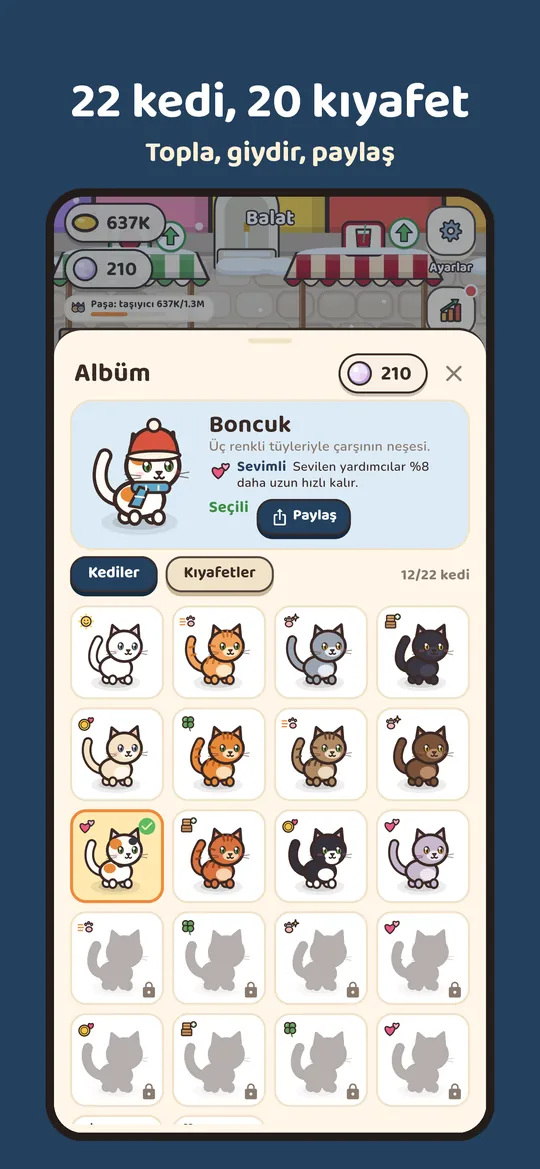 22 kedi, 20 kıyafet
Topla, giydir, paylaş
637K
Balat
210
Ayarlar
Paşa: taşıyıcı 637K/1.3M
Albüm
210
Boncuk
Üç renkli tüyleriyle çarşının neşesi.
Sevimli Sevilen yardımcılar %8
daha uzun hızlı kalır.
Seçili
Paylaş
Kediler
Kıyafetler
12/22 kedi